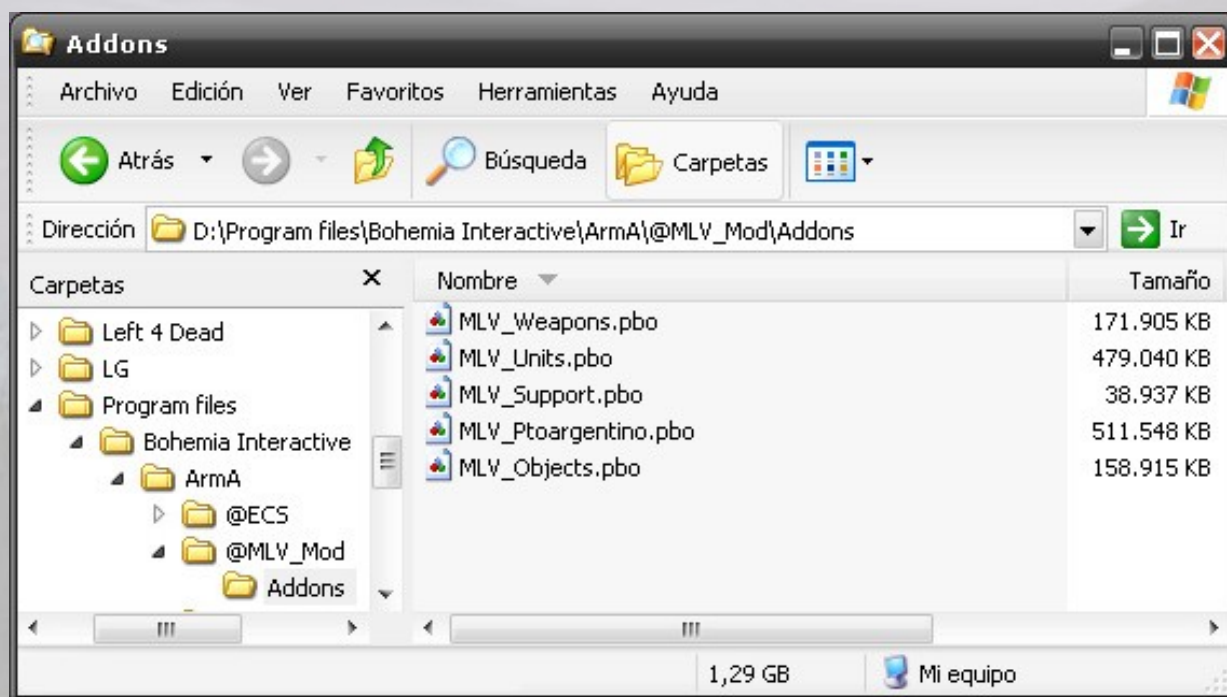 Addons
Archivo Edición Ver Favoritos Herramientas Ayuda
Atrás Búsqueda Carpetas
Dirección D:\Program files\Bohemia Interactive\ArmA\@MLV_Mod\Addons Ir
Carpetas
Left 4 Dead
LG
Program files
Bohemia Interactive
ArmA
@ECS
@MLV_Mod
Addons
Nombre Tamaño
MLV_Weapons.pbo 171.905 KB
MLV_Units.pbo 479.040 KB
MLV_Support.pbo 38.937 KB
MLV_Ptoargentino.pbo 511.548 KB
MLV_Objects.pbo 158.915 KB
1,29 GB Mi equipo